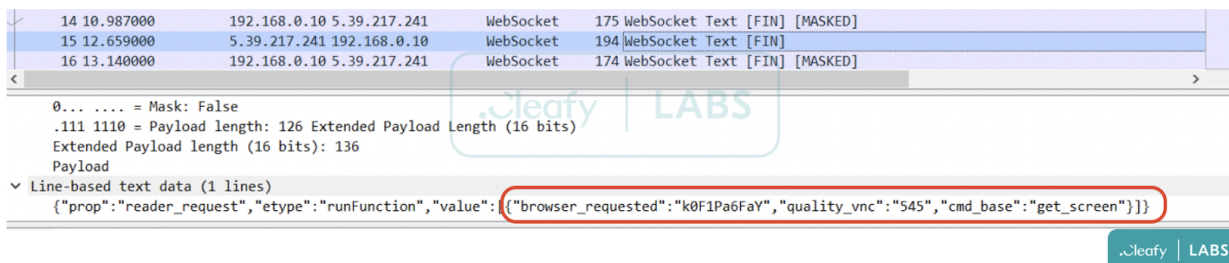 14 10.987000 192.168.0.10 5.39.217.241 WebSocket 175 WebSocket Text [FIN] [MASKED]
15 12.659000 5.39.217.241 192.168.0.10 WebSocket 194 WebSocket Text [FIN]
16 13.140000 192.168.0.10 5.39.217.241 WebSocket 174 WebSocket Text [FIN] [MASKED]
0... .... = Mask: False
.111 1110 = Payload length: 126 Extended Payload Length (16 bits)
Extended Payload length (16 bits): 136
Payload
Line-based text data (1 lines)
{"prop":"reader_request","etype":"runFunction","value":[{"browser_requested":"k0F1Pa6FaY","quality_vnc":"545","cmd_base":"get_screen"}]}
.Cleafy | LABS
.Cleafy | LABS